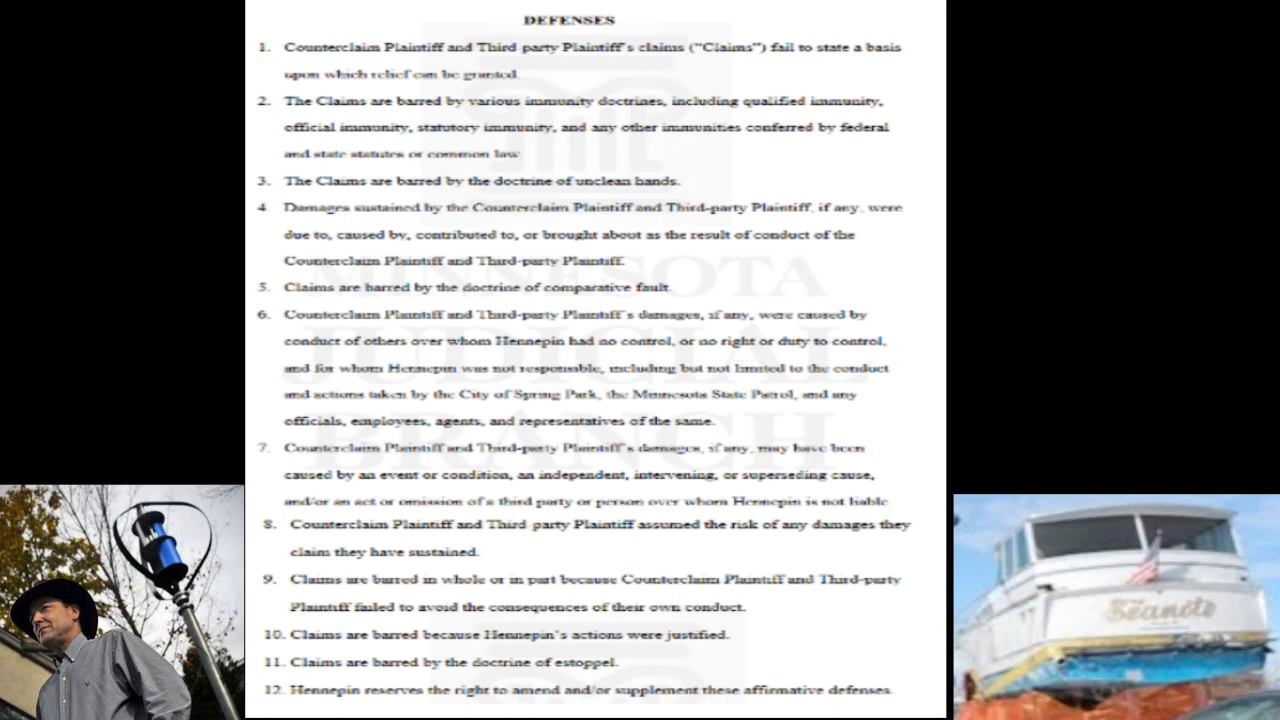 DEFENSES
1. Counterclaim Plaintiff and Third-party Plaintiff's claims ("Claims") fail to state a basis
upon which relief can be granted.
2. The Claims are barred by various immunity doctrines, including qualified immunity,
official immunity, statutory immunity, and any other immunities conferred by federal
and state statutes or common law
3. The Claims are barred by the doctrine of unclean hands.
4. Damages sustained by the Counterclaim Plaintiff and Third-party Plaintiff, if any, were
due to, caused by, contributed to, or brought about as the result of conduct of the
Counterclaim Plaintiff and Third-party Plaintiff.
5. Claims are barred by the doctrine of comparative fault.
6. Counterclaim Plaintiff and Third-party Plaintiff's damages, if any, were caused by
conduct of others over whom Hennepin had no control, or no right or duty to control,
and for whom Hennepin was not responsible, including but not limited to the conduct
and actions taken by the City of Spring Park, the Minnesota State Patrol, and any
officials, employees, agents, and representatives of the same.
7. Counterclaim Plaintiff and Third-party Plaintiff's damages, if any, may have been
caused by an event or condition, an independent, intervening, or superseding cause,
and/or an act or omission of a third party or person over whom Hennepin is not liable
8. Counterclaim Plaintiff and Third-party Plaintiff assumed the risk of any damages they
claim they have sustained.
9. Claims are barred in whole or in part because Counterclaim Plaintiff and Third-party
Plaintiff failed to avoid the consequences of their own conduct.
10. Claims are barred because Hennepin's actions were justified.
11. Claims are barred by the doctrine of estoppel.
12. Hennepin reserves the right to amend and/or supplement these affirmative defenses.
MINNESOTA
JUDICIAL
BRANCH
Seanote